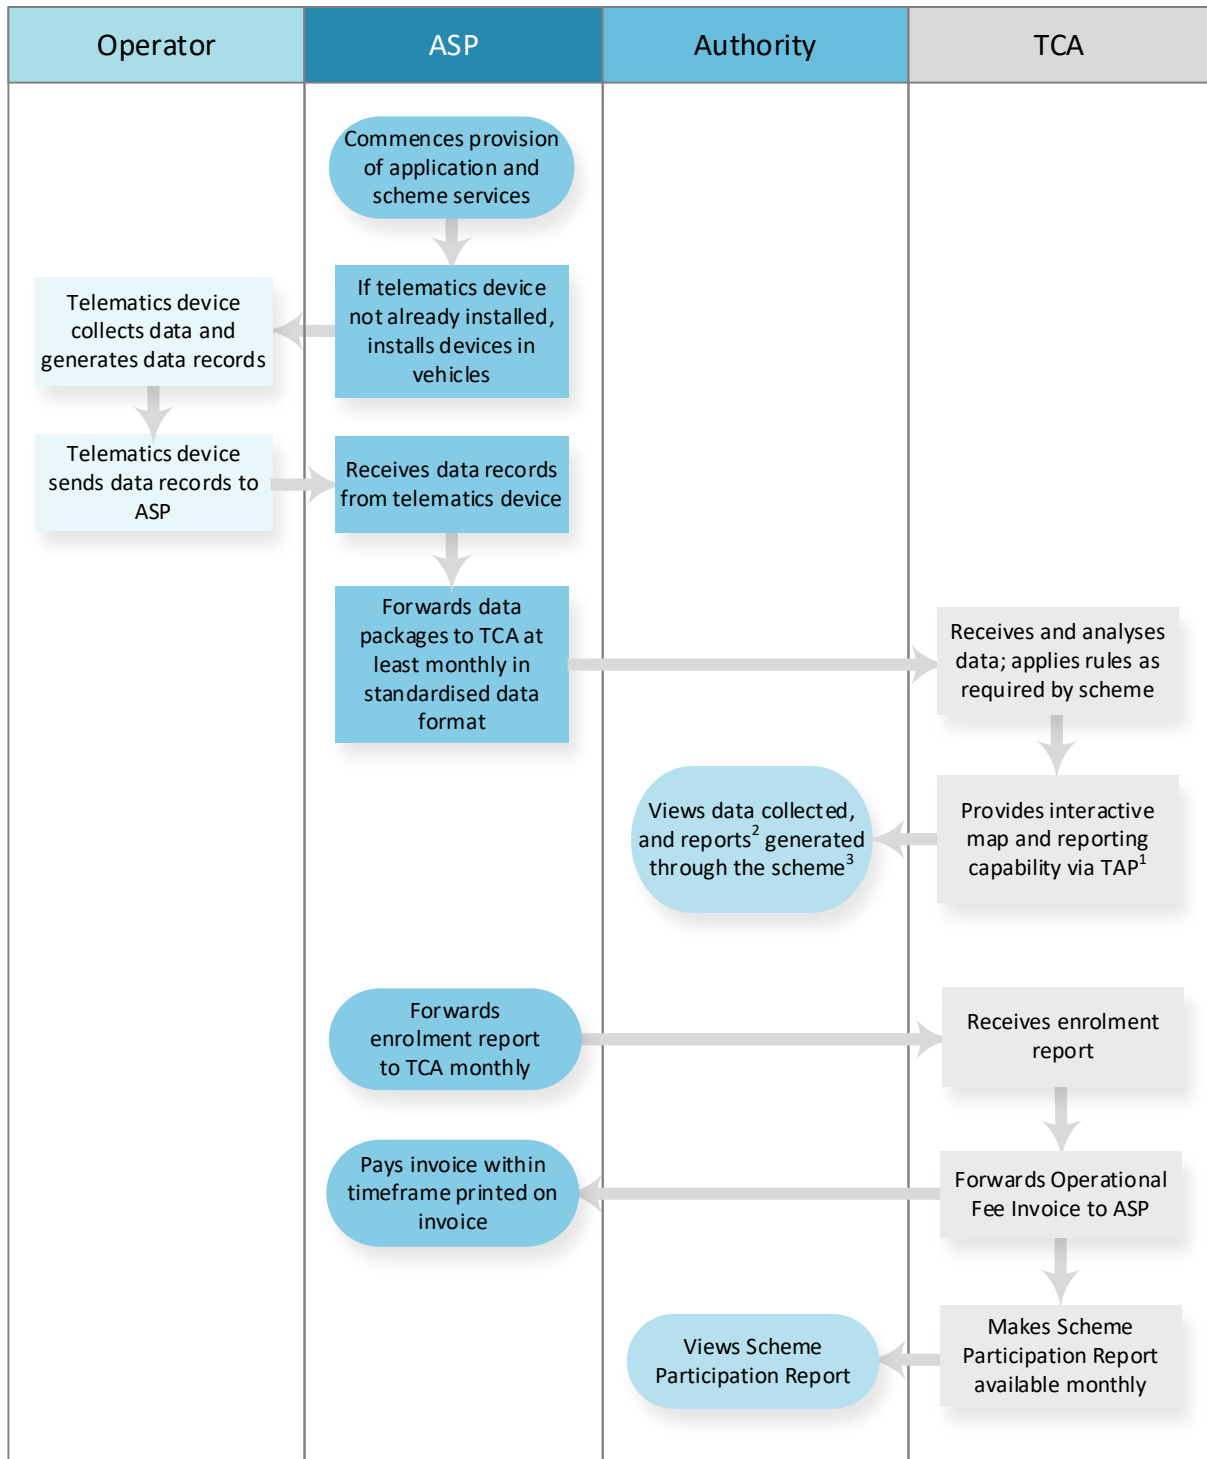 Operator
ASP
Authority
TCA
Commences provision
of application and
scheme services
If telematics device
not already installed,
installs devices in
vehicles
Telematics device
collects data and
generates data records
Telematics device
sends data records to
ASP
Receives data records
from telematics device
Forwards data
packages to TCA at
least monthly in
standardised data
format
Receives and analyses
data; applies rules as
required by scheme
Provides interactive
map and reporting
capability via TAP¹
Views data collected,
and reports² generated
through the scheme³
Forwards
enrolment report
to TCA monthly
Receives enrolment
report
Forwards Operational
Fee Invoice to ASP
Pays invoice within
timeframe printed on
invoice
Makes Scheme
Participation Report
available monthly
Views Scheme
Participation Report